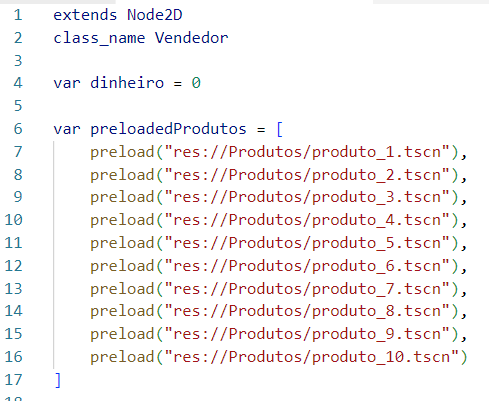 1 extends Node2D
2 class_name Vendedor
3
4 var dinheiro = 0
5
6 var preloadedProdutos = [
7 preload("res://Produtos/produto_1.tscn"),
8 preload("res://Produtos/produto_2.tscn"),
9 preload("res://Produtos/produto_3.tscn"),
10 preload("res://Produtos/produto_4.tscn"),
11 preload("res://Produtos/produto_5.tscn"),
12 preload("res://Produtos/produto_6.tscn"),
13 preload("res://Produtos/produto_7.tscn"),
14 preload("res://Produtos/produto_8.tscn"),
15 preload("res://Produtos/produto_9.tscn"),
16 preload("res://Produtos/produto_10.tscn")
17 ]